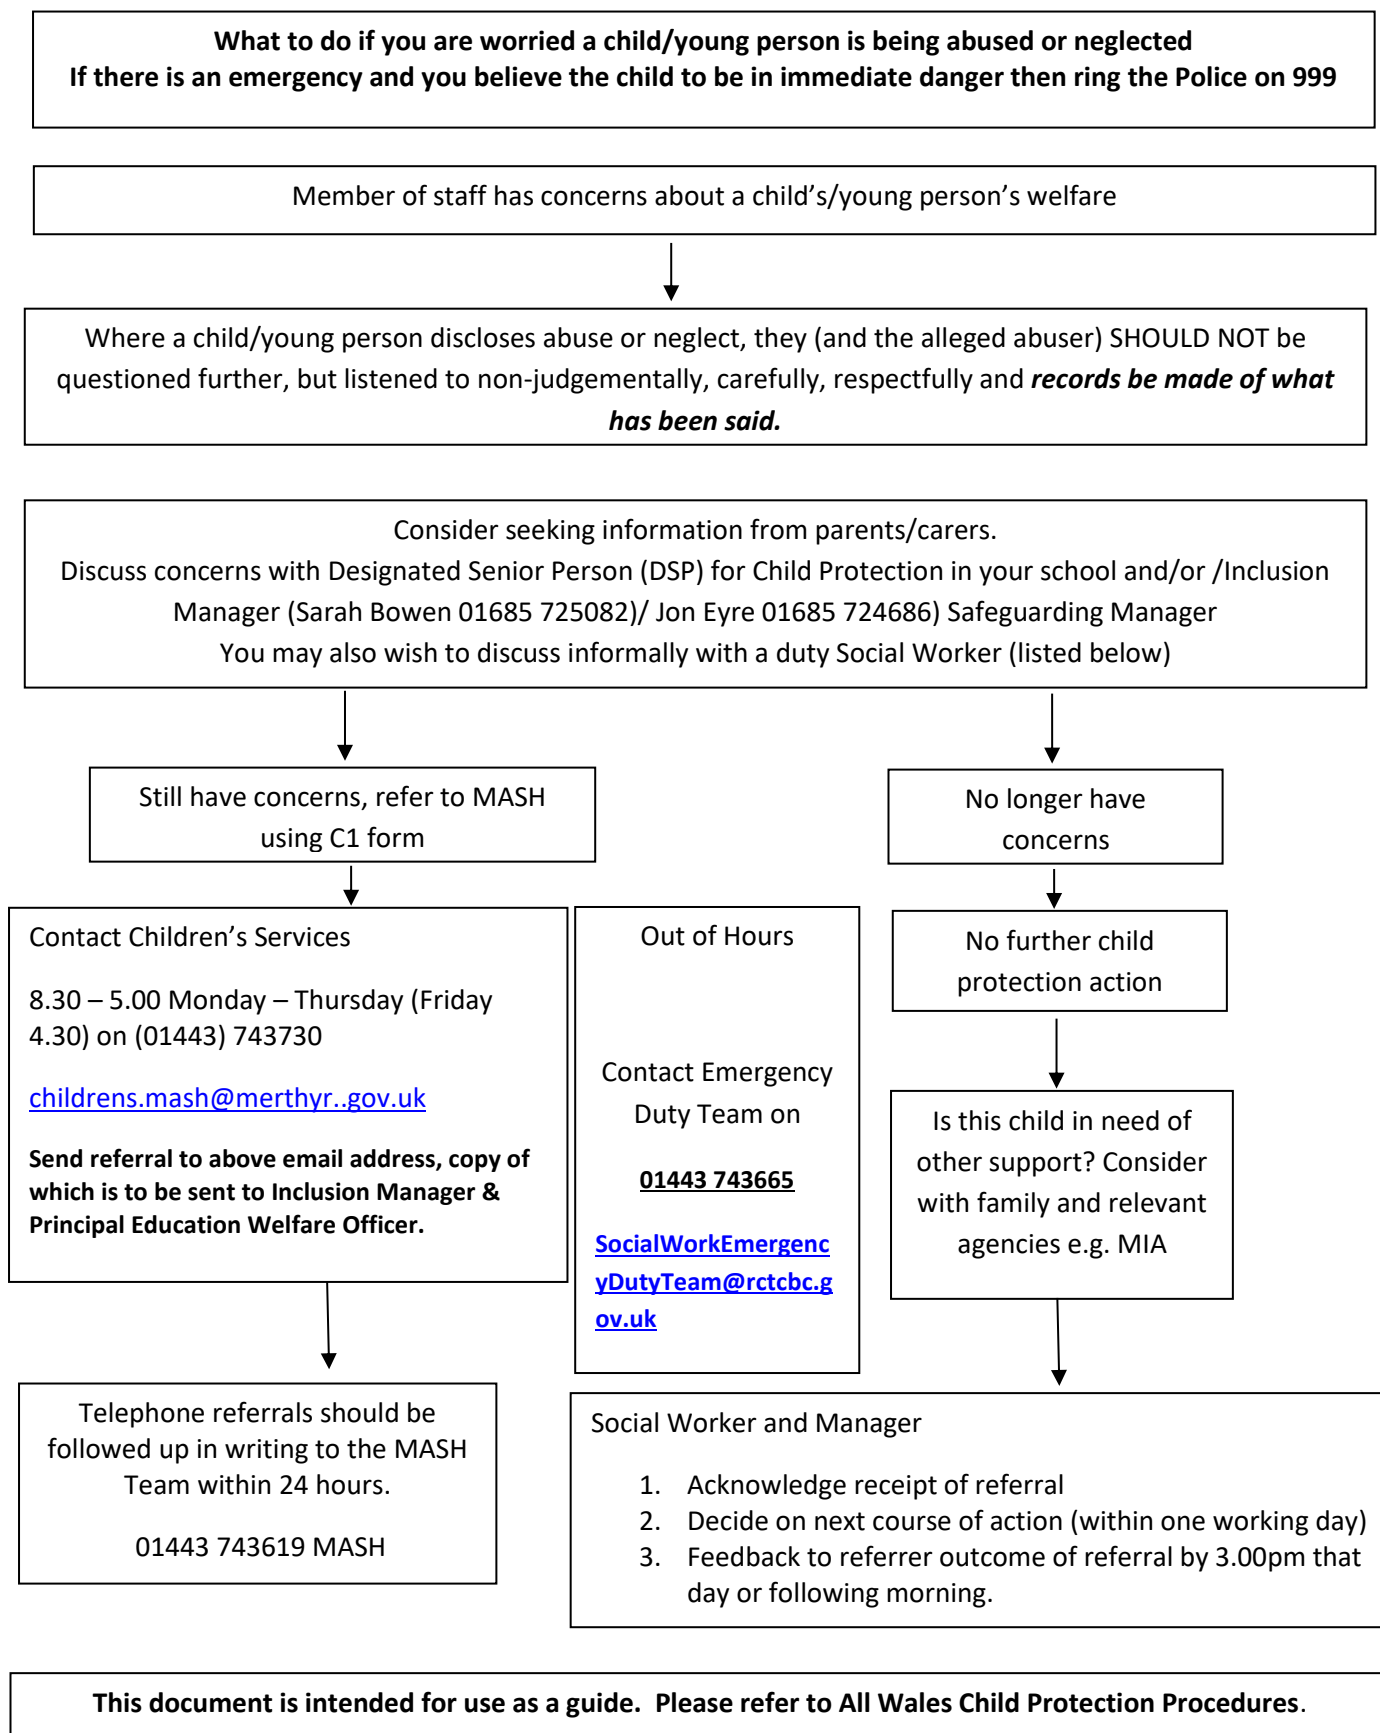 What to do if you are worried a child/young person is being abused or neglected
If there is an emergency and you believe the child to be in immediate danger then ring the Police on 999
Member of staff has concerns about a child’s/young person’s welfare
Where a child/young person discloses abuse or neglect, they (and the alleged abuser) SHOULD NOT be
questioned further, but listened to non-judgementally, carefully, respectfully and records be made of what
has been said.
Consider seeking information from parents/carers.
Discuss concerns with Designated Senior Person (DSP) for Child Protection in your school and/or /Inclusion
Manager (Sarah Bowen 01685 725082)/ Jon Eyre 01685 724686) Safeguarding Manager
You may also wish to discuss informally with a duty Social Worker (listed below)
Still have concerns, refer to MASH
using C1 form
No longer have
concerns
Contact Children’s Services
8.30 – 5.00 Monday – Thursday (Friday
4.30) on (01443) 743730
childrens.mash@merthyr..gov.uk
Send referral to above email address, copy of
which is to be sent to Inclusion Manager &
Principal Education Welfare Officer.
Out of Hours
Contact Emergency
Duty Team on
01443 743665
SocialWorkEmergenc
yDutyTeam@rctcbc.g
ov.uk
No further child
protection action
Is this child in need of
other support? Consider
with family and relevant
agencies e.g. MIA
Telephone referrals should be
followed up in writing to the MASH
Team within 24 hours.
01443 743619 MASH
Social Worker and Manager
1. Acknowledge receipt of referral
2. Decide on next course of action (within one working day)
3. Feedback to referrer outcome of referral by 3.00pm that
day or following morning.
This document is intended for use as a guide.  Please refer to All Wales Child Protection Procedures.